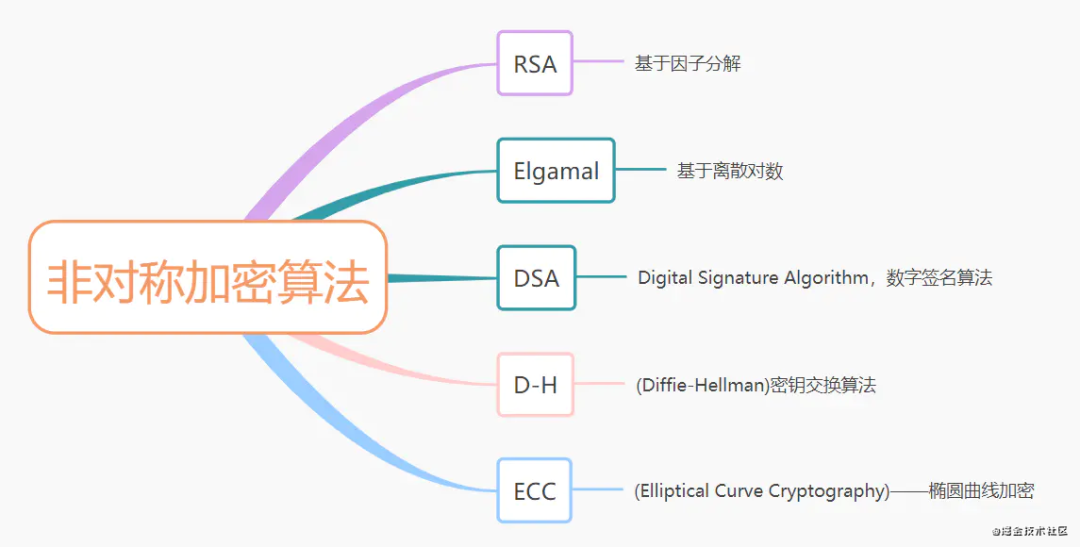 RSA
基于因子分解
Elgamal
基于离散对数
非对称加密算法
DSA
Digital Signature Algorithm，数字签名算法
D-H
(Diffie-Hellman)密钥交换算法
ECC
(Elliptical Curve Cryptography)——椭圆曲线加密
@掘金技术社区